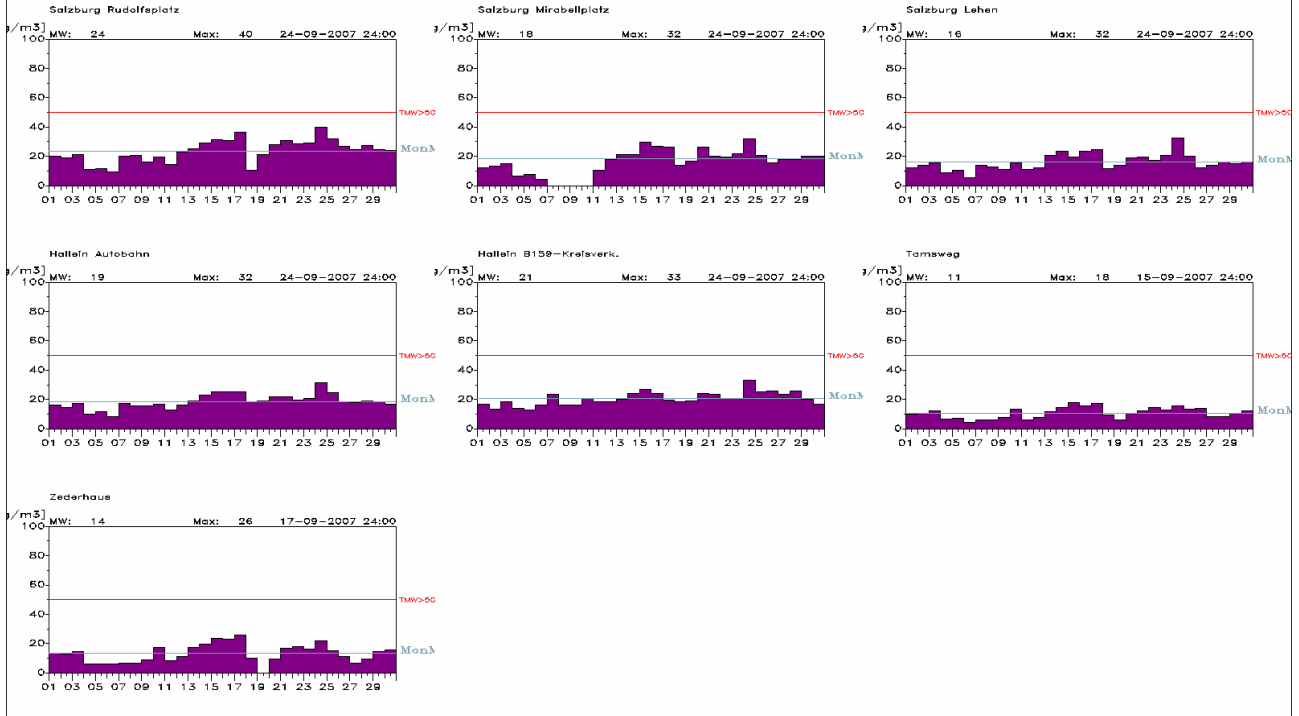 Salzburg Rudolfsplatz
g/m3] MW: 24 Max: 40 24-09-2007 24:00
100
80
60
TMW>50
40
MonM
20
0
01 03 05 07 09 11 13 15 17 19 21 23 25 27 29
Salzburg Mirabellplatz
g/m3] MW: 18 Max: 32 24-09-2007 24:00
100
80
60
TMW>50
40
MonM
20
0
01 03 05 07 09 11 13 15 17 19 21 23 25 27 29
Salzburg Lehen
g/m3] MW: 16 Max: 32 24-09-2007 24:00
100
80
60
TMW>50
40
20
MonM
0
01 03 05 07 09 11 13 15 17 19 21 23 25 27 29
Hallein Autobahn
g/m3] MW: 19 Max: 32 24-09-2007 24:00
100
80
60
TMW>50
40
20
MonM
0
01 03 05 07 09 11 13 15 17 19 21 23 25 27 29
Hallein B159-Kreisverk.
g/m3] MW: 21 Max: 33 24-09-2007 24:00
100
80
60
TMW>50
40
MonM
20
0
01 03 05 07 09 11 13 15 17 19 21 23 25 27 29
Tamsweg
g/m3] MW: 11 Max: 18 15-09-2007 24:00
100
80
60
TMW>50
40
20
MonM
0
01 03 05 07 09 11 13 15 17 19 21 23 25 27 29
Zederhaus
g/m3] MW: 14 Max: 26 17-09-2007 24:00
100
80
60
TMW>50
40
20
MonM
0
01 03 05 07 09 11 13 15 17 19 21 23 25 27 29